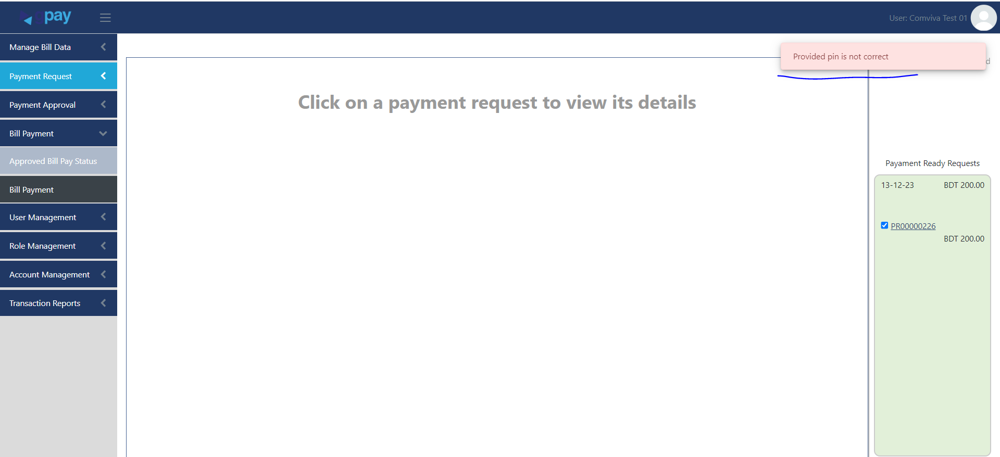 pay
User: Comviva Test 01
Manage Bill Data
Payment Request
Payment Approval
Bill Payment
Approved Bill Pay Status
Bill Payment
User Management
Role Management
Account Management
Transaction Reports
Provided pin is not correct
Click on a payment request to view its details
Payament Ready Requests
13-12-23 BDT 200.00
PR00000226
BDT 200.00